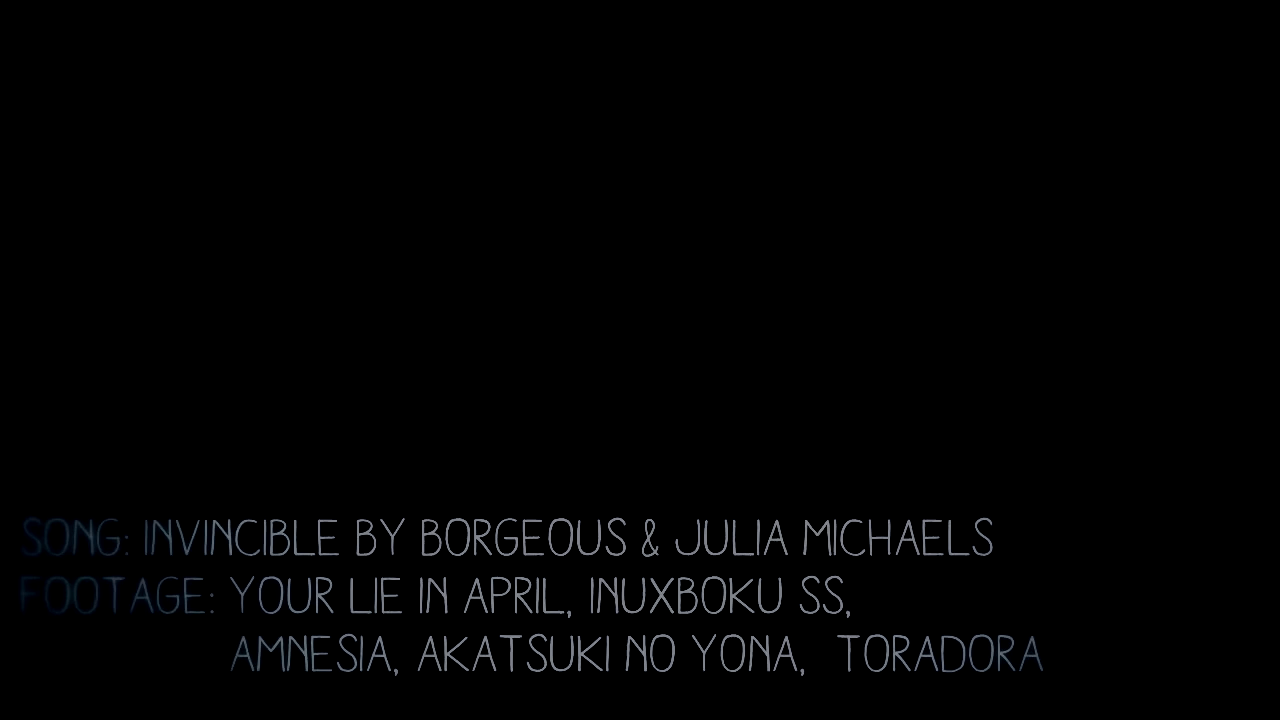 SONG: INVINCIBLE BY BORGEOUS & JULIA MICHAELS
FOOTAGE: YOUR LIE IN APRIL, INUXBOKU SS,
AMNESIA, AKATSUKI NO YONA, TORADORA